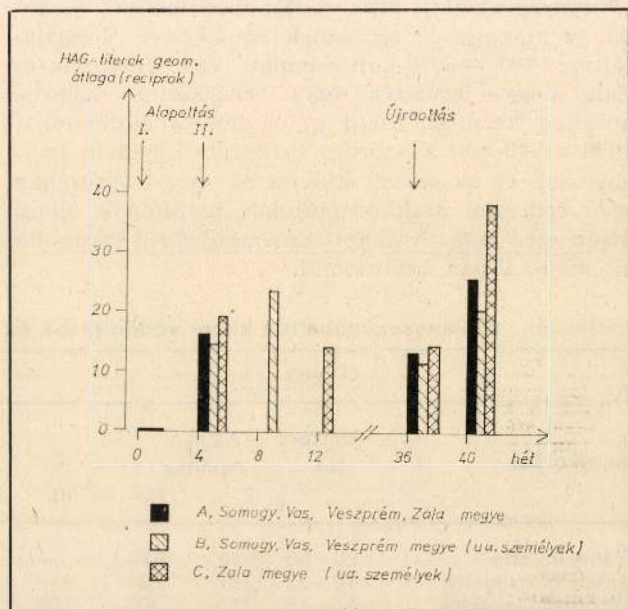 HAG-titerek geom.
átlaga (reciprok)
Alapoltás
I. II.
Újraoltás
40
30
20
10
0
0 4 8 12 36 40 hét
A, Somogy, Vas, Veszprém, Zala megye
B, Somogy, Vas, Veszprém megye (ua. személyek)
C, Zala megye (ua. személyek)